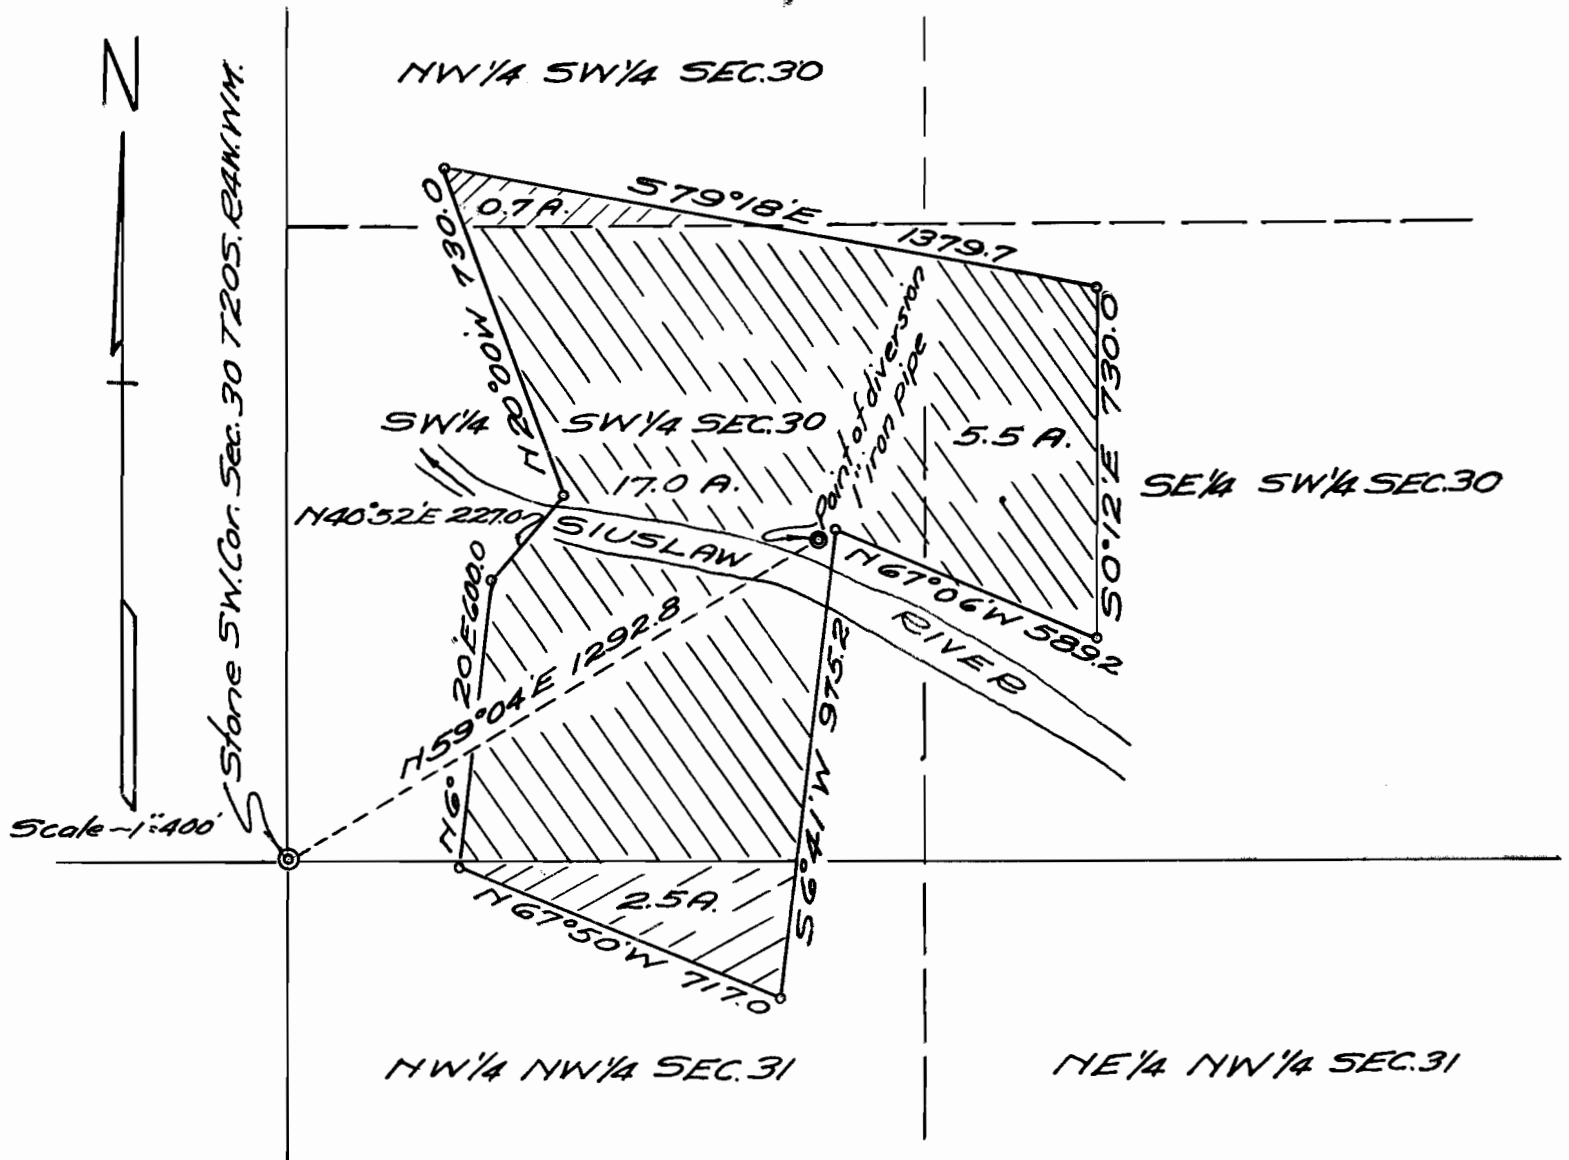 N
NW¼ SW¼ SEC.30
Stone SW.Cor. Sec.30 T20S. R4W.WM.
S79°18'E 1379.7
0.7 A.
N20°00'W 730.0
Point of diversion
1" iron pipe
S0°12'E 730.0
SW¼ SW¼ SEC.30
5.5 A.
17.0 A.
SE¼ SW¼ SEC.30
N40°52'E 227.0
SIUSLAW RIVER
N67°06'W 589.2
N6°20'E 600.0
N59°04'E 1292.8
S6°41'W 975.2
Scale ~ 1"=400'
2.5 A.
N67°50'W 717.0
NW¼ NW¼ SEC.31
NE¼ NW¼ SEC.31